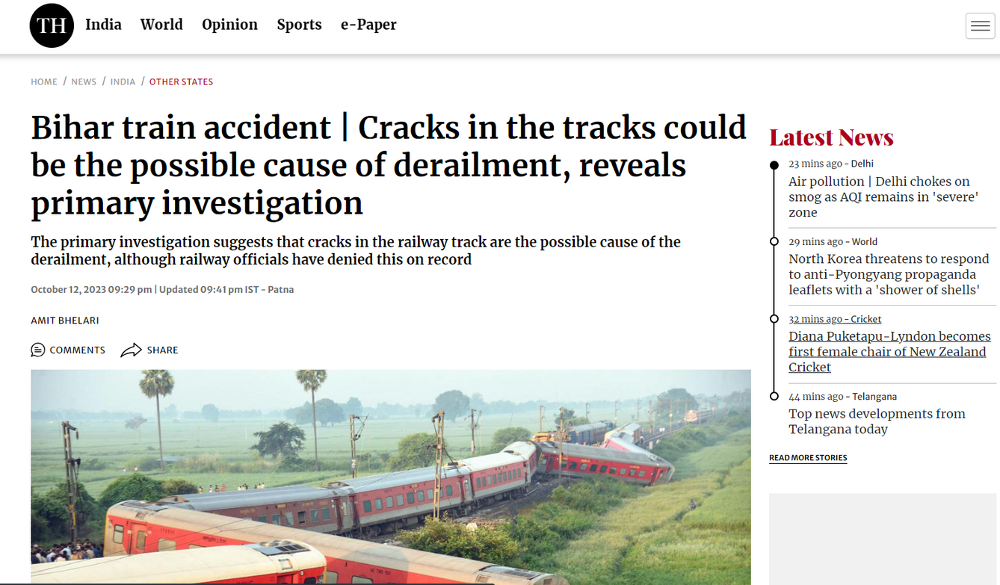 TH
India World Opinion Sports e-Paper
HOME / NEWS / INDIA / OTHER STATES
Bihar train accident | Cracks in the tracks could
be the possible cause of derailment, reveals
primary investigation
The primary investigation suggests that cracks in the railway track are the possible cause of the
derailment, although railway officials have denied this on record
October 12, 2023 09:29 pm | Updated 09:41 pm IST - Patna
AMIT BHELARI
COMMENTS SHARE
Latest News
23 mins ago - Delhi
Air pollution | Delhi chokes on
smog as AQI remains in 'severe'
zone
29 mins ago - World
North Korea threatens to respond
to anti-Pyongyang propaganda
leaflets with a 'shower of shells'
32 mins ago - Cricket
Diana Puketapu-Lyndon becomes
first female chair of New Zealand
Cricket
44 mins ago - Telangana
Top news developments from
Telangana today
READ MORE STORIES